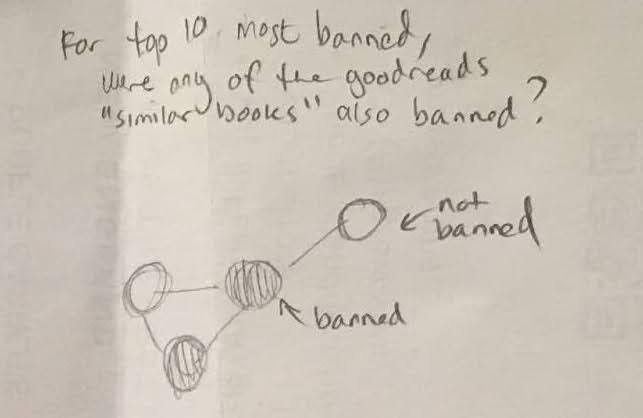 For top 10 most banned,
were any of the goodreads
"similar books" also banned?
not
banned
banned